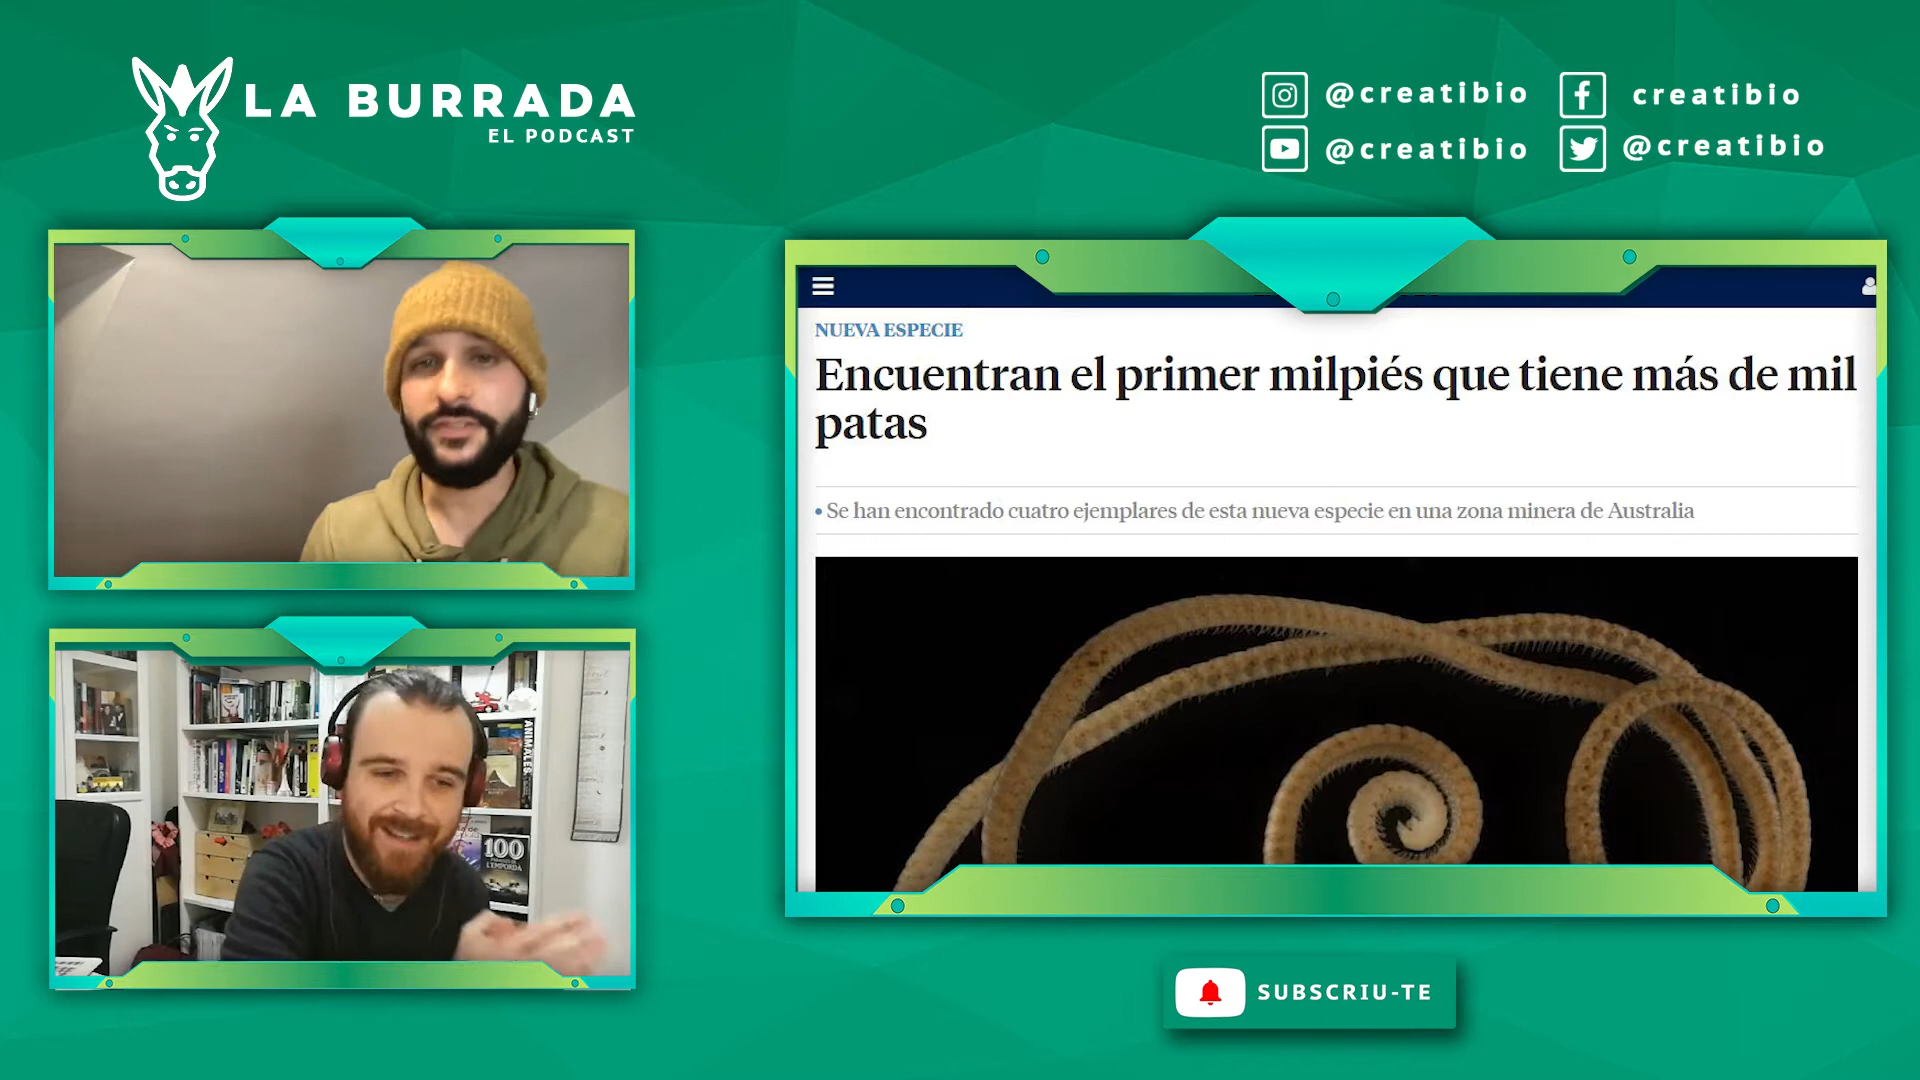 LA BURRADA
EL PODCAST
@creatibio
creatibio
@creatibio
@creatibio
NUEVA ESPECIE
Encuentran el primer milpiés que tiene más de mil
patas
• Se han encontrado cuatro ejemplares de esta nueva especie en una zona minera de Australia
ANIMALES
100
L'EMPORDÀ
SUBSCRIU-TE